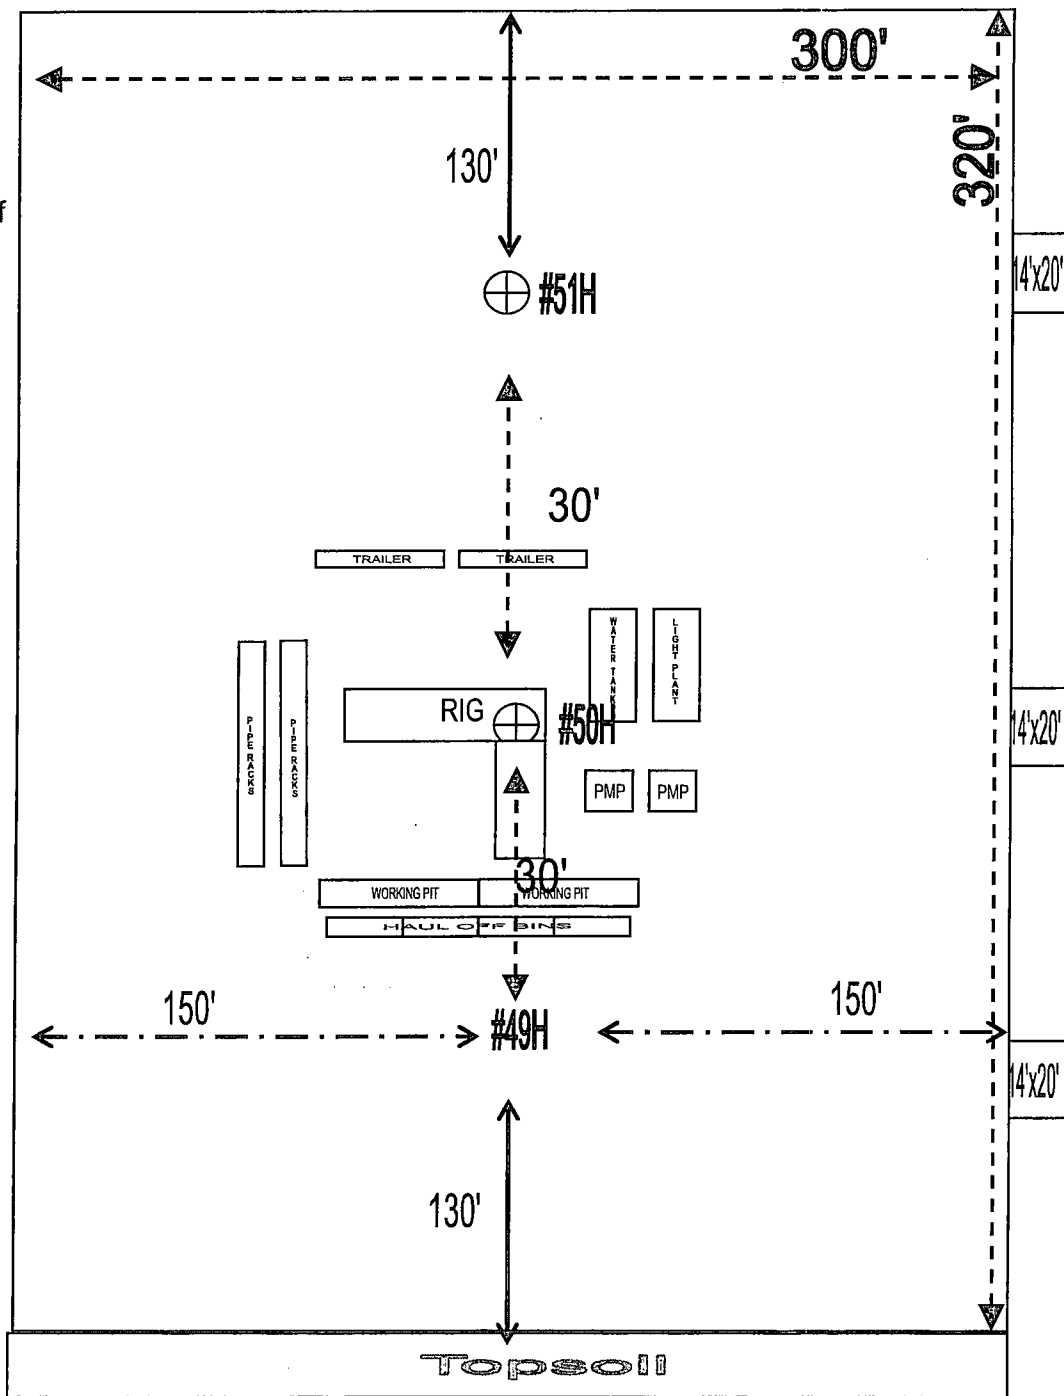 300'
320'
130'
f
14'x20'
#51H
30'
TRAILER TRAILER
WATER TANK
LIGHT PLANT
RIG
#50H
14'x20'
PIPE RACKS
PIPE RACKS
PMP PMP
30'
WORKING PIT WORKING PIT
HAUL OFF BINS
150'
150'
#49H
14'x20'
130'
Topsoil